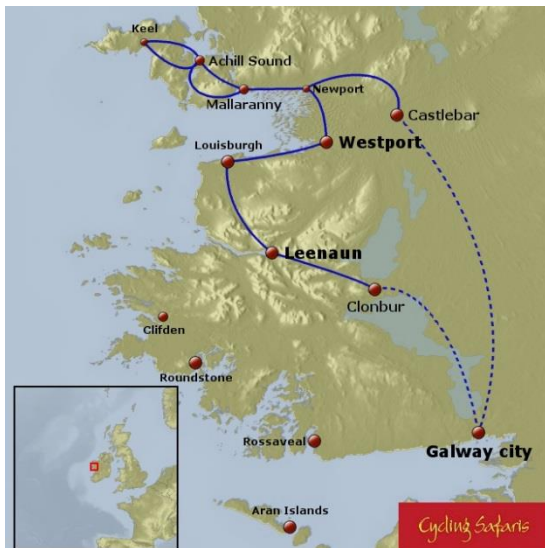 Keel
Achill Sound
Mallaranny
Newport
Castlebar
Westport
Louisburgh
Leenaun
Clonbur
Clifden
Roundstone
Rossaveal
Galway city
Aran Islands
Cycling Safaris